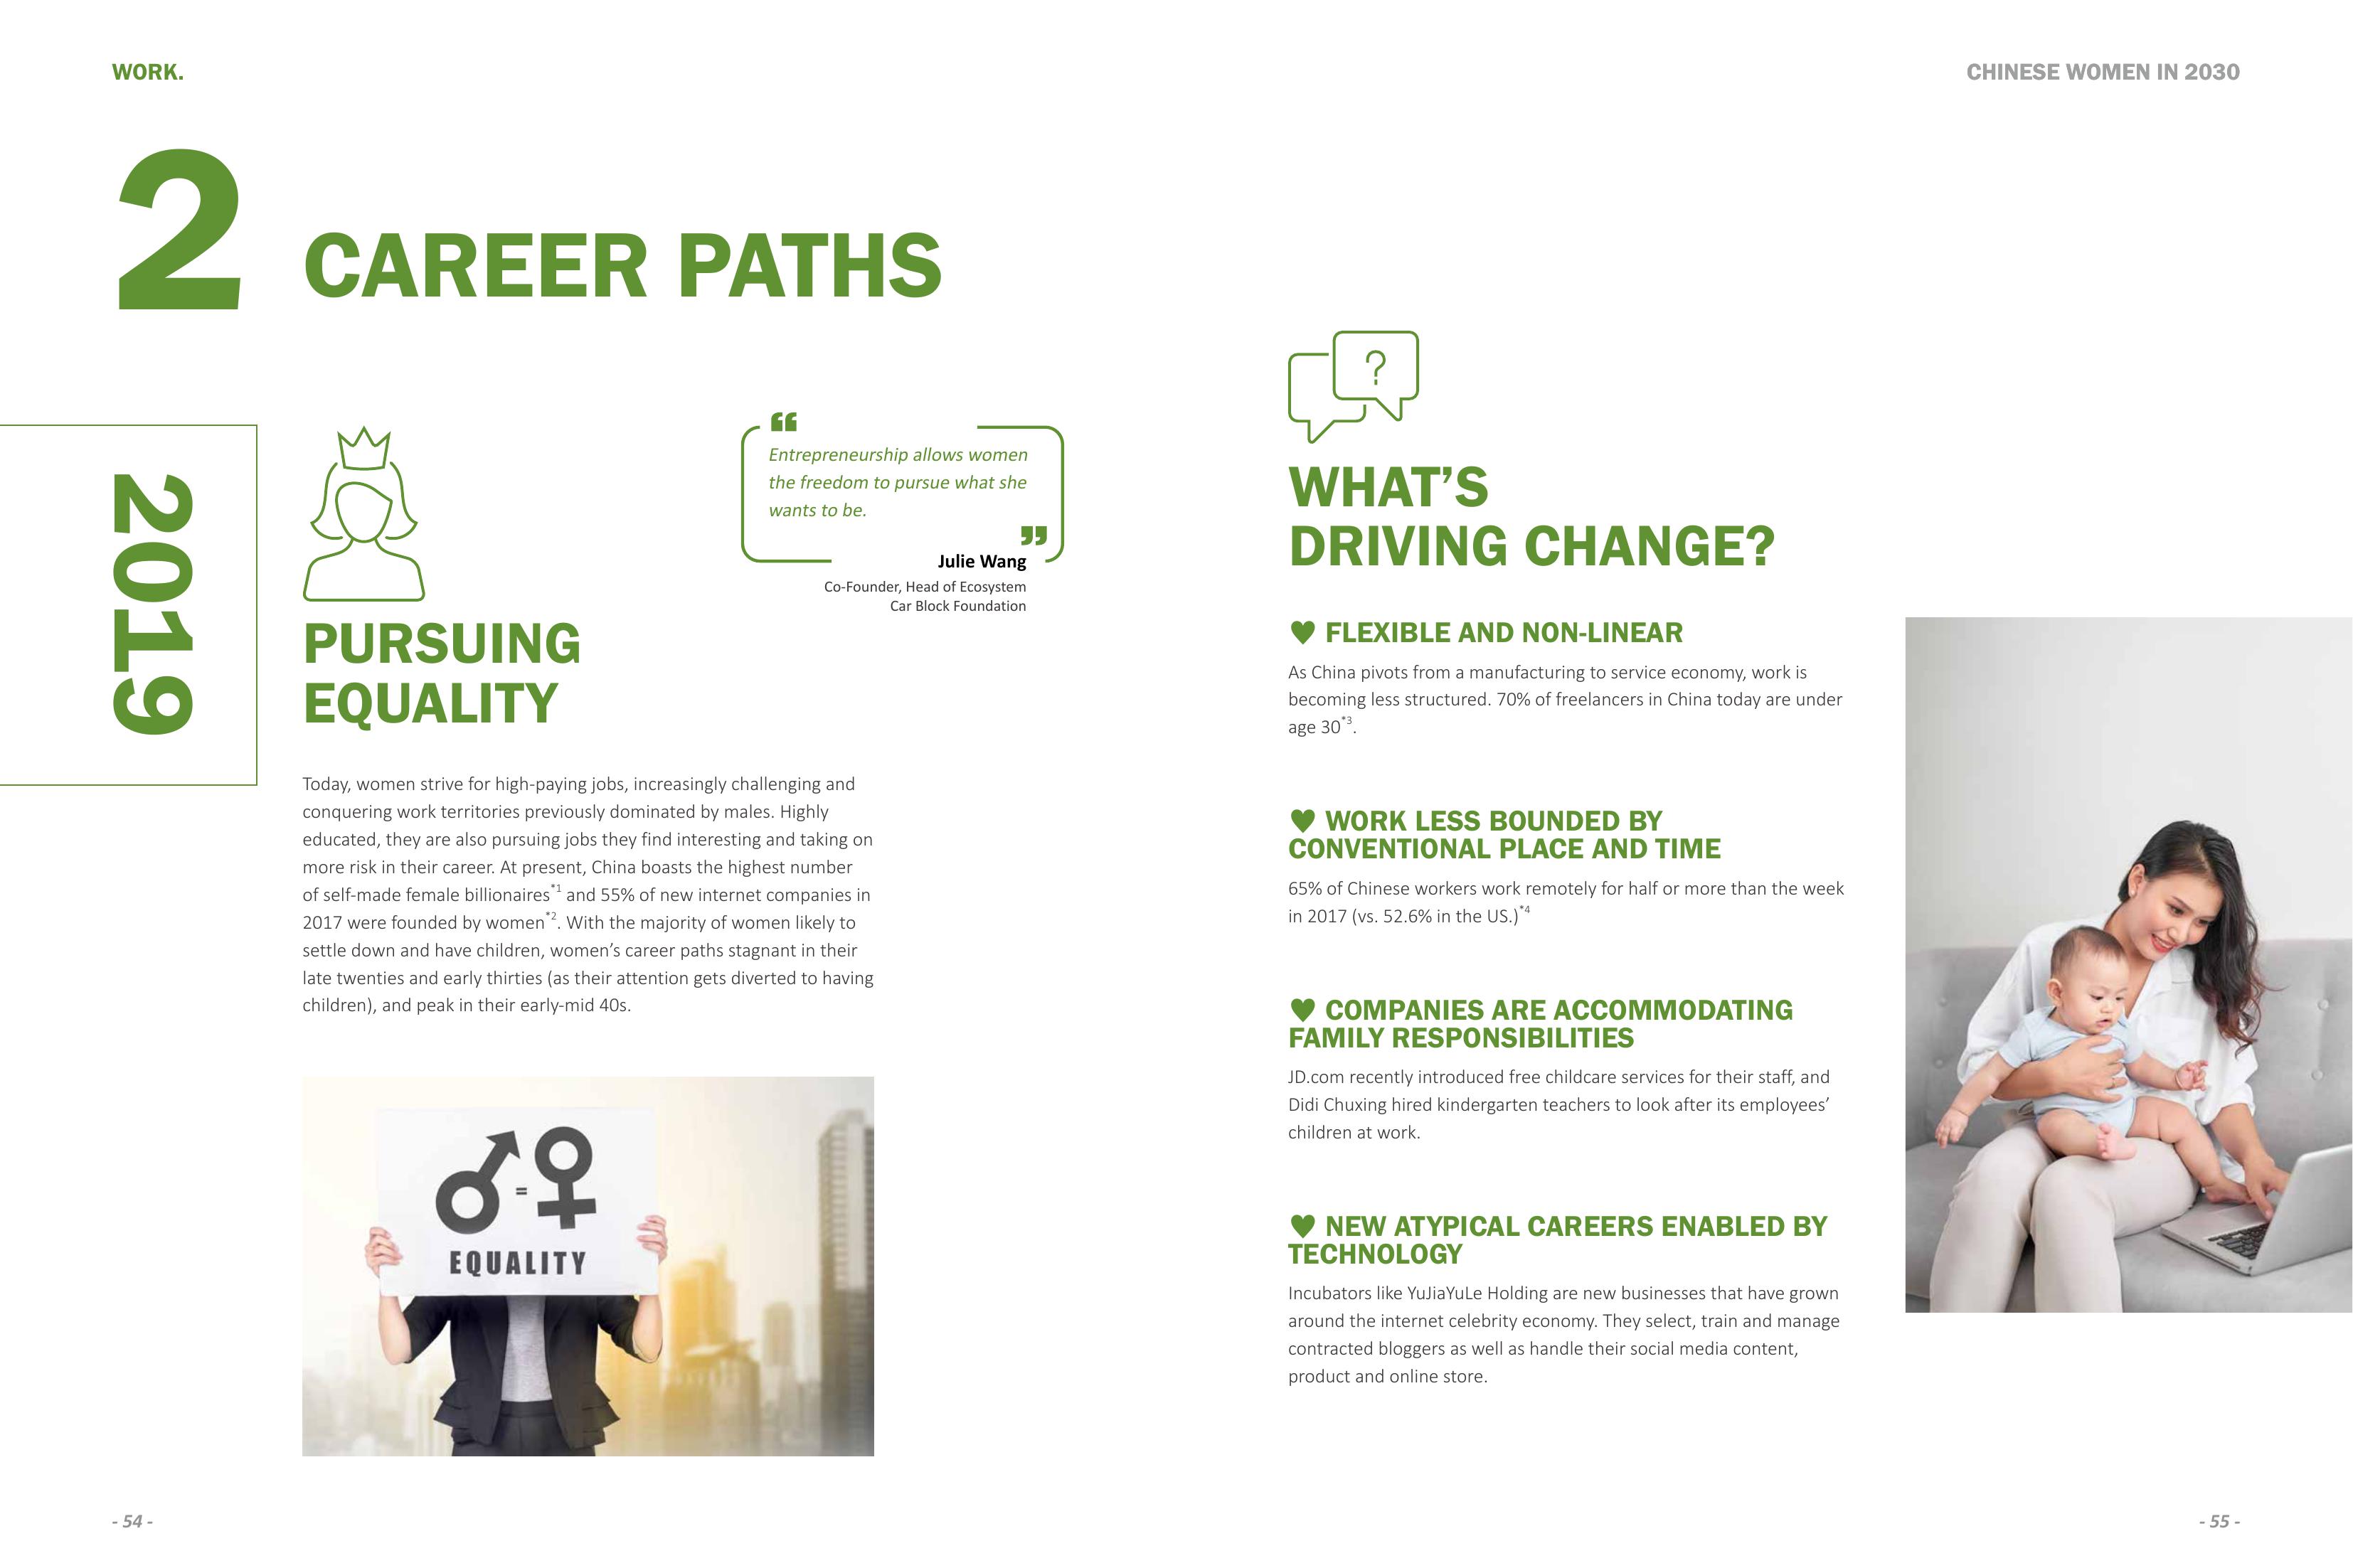 WORK.
CHINESE WOMEN IN 2030
2
CAREER PATHS
2019
PURSUING
EQUALITY
“
Entrepreneurship allows women
the freedom to pursue what she
wants to be.
”
Julie Wang
Co-Founder, Head of Ecosystem
Car Block Foundation
Today, women strive for high-paying jobs, increasingly challenging and
conquering work territories previously dominated by males. Highly
educated, they are also pursuing jobs they find interesting and taking on
more risk in their career. At present, China boasts the highest number
of self-made female billionaires*1 and 55% of new internet companies in
2017 were founded by women*2. With the majority of women likely to
settle down and have children, women’s career paths stagnant in their
late twenties and early thirties (as their attention gets diverted to having
children), and peak in their early-mid 40s.
♂=♀
EQUALITY
?
WHAT’S
DRIVING CHANGE?
♥ FLEXIBLE AND NON-LINEAR
As China pivots from a manufacturing to service economy, work is
becoming less structured. 70% of freelancers in China today are under
age 30*3.
♥ WORK LESS BOUNDED BY
CONVENTIONAL PLACE AND TIME
65% of Chinese workers work remotely for half or more than the week
in 2017 (vs. 52.6% in the US.)*4
♥ COMPANIES ARE ACCOMMODATING
FAMILY RESPONSIBILITIES
JD.com recently introduced free childcare services for their staff, and
Didi Chuxing hired kindergarten teachers to look after its employees’
children at work.
♥ NEW ATYPICAL CAREERS ENABLED BY
TECHNOLOGY
Incubators like YuJiaYuLe Holding are new businesses that have grown
around the internet celebrity economy. They select, train and manage
contracted bloggers as well as handle their social media content,
product and online store.
- 54 -
- 55 -